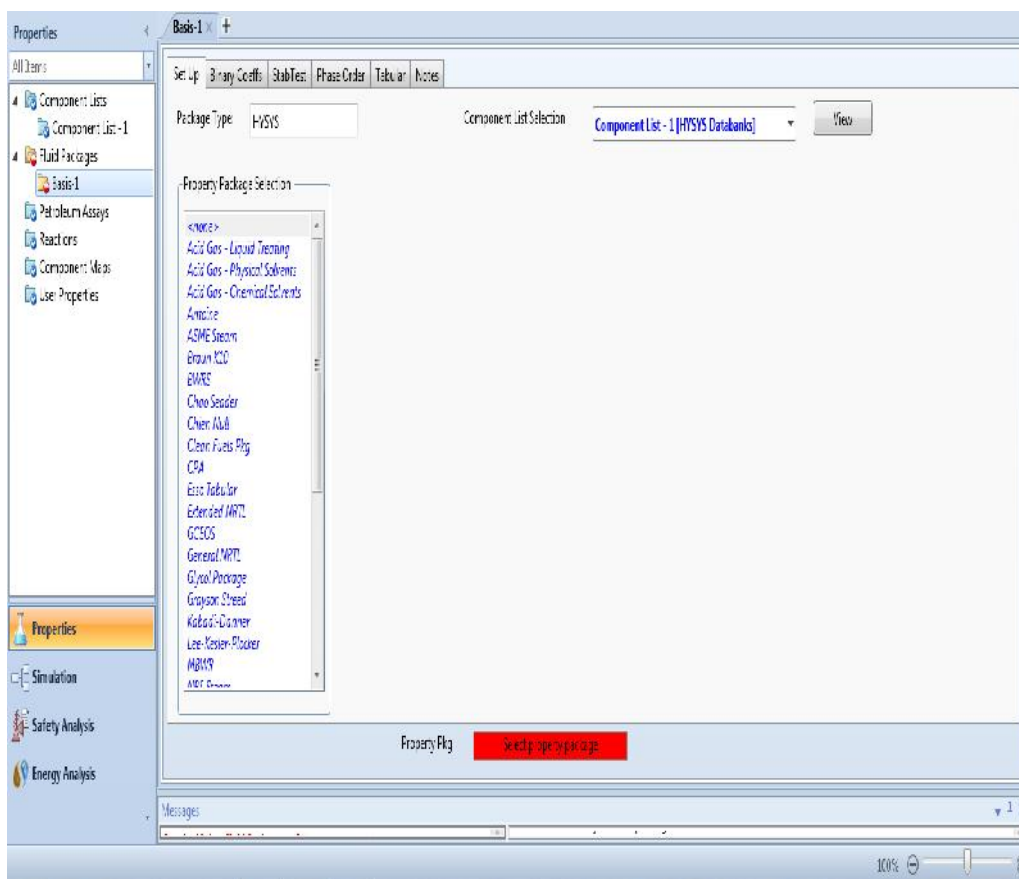 Properties
All Items
Component Lists
Component List - 1
Fluid Packages
Basis-1
Petroleum Assays
Reactions
Component Maps
User Properties
Properties
Simulation
Safety Analysis
Energy Analysis
Basis-1
Set Up Binary Coeffs StabTest Phase Order Tabular Notes
Package Type: HYSYS Component List Selection Component List - 1 [HYSYS Databanks] View
Property Package Selection
<none>
Acid Gas - Liquid Treating
Acid Gas - Physical Solvents
Acid Gas - Chemical Solvents
Antoine
ASME Steam
Braun K10
BWRS
Chao Seader
Chien Null
Clean Fuels Pkg
CPA
Esso Tabular
Extended NRTL
GCEOS
General NRTL
Glycol Package
Grayson Streed
Kabadi-Danner
Lee-Kesler-Plocker
MBWR
NBS Steam
Property Pkg Select property package
Messages
1
100%